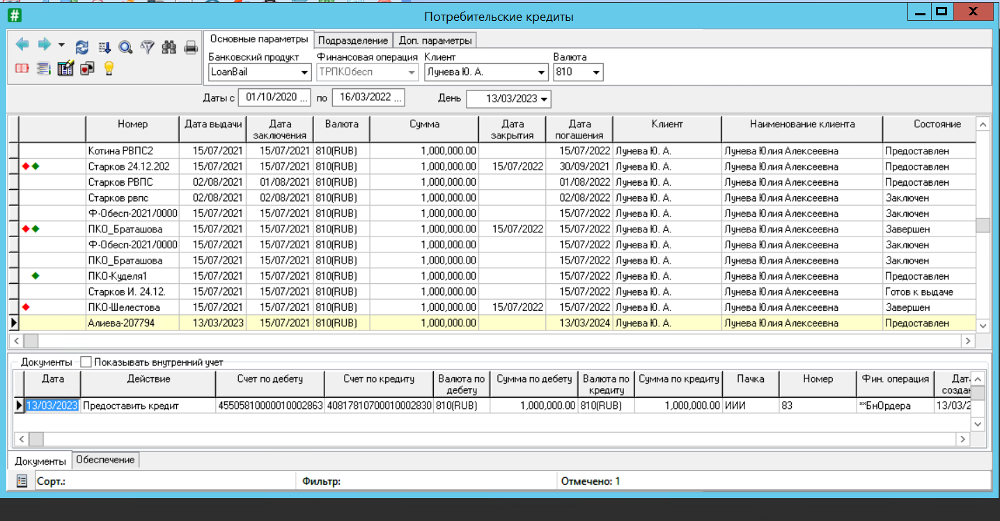 Потребительские кредиты
Основные параметры Подразделение Доп. параметры
Банковский продукт Финансовая операция Клиент Валюта
LoanBail ТРПКОбесп Лунева Ю. А. 810
Даты с 01/10/2020 ... по 16/03/2022 ... День 13/03/2023
Номер Дата выдачи Дата заключения Валюта Сумма Дата закрытия Дата погашения Клиент Наименование клиента Состояние
Котина РВПС2 15/07/2021 15/07/2021 810(RUB) 1,000,000.00 15/07/2022 Лунева Ю. А. Лунева Юлия Алексеевна Предоставлен
Старков 24.12.202 15/07/2021 15/07/2021 810(RUB) 1,000,000.00 15/07/2022 30/09/2021 Лунева Ю. А. Лунева Юлия Алексеевна Предоставлен
Старков РВПС 02/08/2021 01/08/2021 810(RUB) 1,000,000.00 01/08/2022 Лунева Ю. А. Лунева Юлия Алексеевна Предоставлен
Старков рвпс 02/08/2021 02/08/2021 810(RUB) 1,000,000.00 02/08/2022 Лунева Ю. А. Лунева Юлия Алексеевна Заключен
Ф-Обесп-2021/0000 15/07/2021 15/07/2021 810(RUB) 1,000,000.00 15/07/2022 Лунева Ю. А. Лунева Юлия Алексеевна Заключен
ПКО_Браташова 15/07/2021 15/07/2021 810(RUB) 1,000,000.00 15/07/2022 15/07/2022 Лунева Ю. А. Лунева Юлия Алексеевна Завершен
Ф-Обесп-2021/0000 15/07/2021 15/07/2021 810(RUB) 1,000,000.00 15/07/2022 Лунева Ю. А. Лунева Юлия Алексеевна Заключен
ПКО_Браташова 15/07/2021 15/07/2021 810(RUB) 1,000,000.00 15/07/2022 Лунева Ю. А. Лунева Юлия Алексеевна Заключен
ПКО-Куделя1 15/07/2021 15/07/2021 810(RUB) 1,000,000.00 15/07/2022 Лунева Ю. А. Лунева Юлия Алексеевна Предоставлен
Старков И. 24.12. 15/07/2021 15/07/2021 810(RUB) 1,000,000.00 15/07/2022 Лунева Ю. А. Лунева Юлия Алексеевна Готов к выдаче
ПКО-Шелестова 15/07/2021 15/07/2021 810(RUB) 1,000,000.00 15/07/2022 15/07/2022 Лунева Ю. А. Лунева Юлия Алексеевна Завершен
Алиева-207794 13/03/2023 15/07/2021 810(RUB) 1,000,000.00 13/03/2024 Лунева Ю. А. Лунева Юлия Алексеевна Предоставлен
Документы Показывать внутренний учет
Дата Действие Счет по дебету Счет по кредиту Валюта по дебету Сумма по дебету Валюта по кредиту Сумма по кредиту Пачка Номер Фин. операция Дата создан
13/03/2023 Предоставить кредит 45505810000010002863 40817810700010002830 810(RUB) 1,000,000.00 810(RUB) 1,000,000.00 ИИИ 83 **БнОрдера 13/03/2
Документы Обеспечение
Сорт.: Фильтр: Отмечено: 1